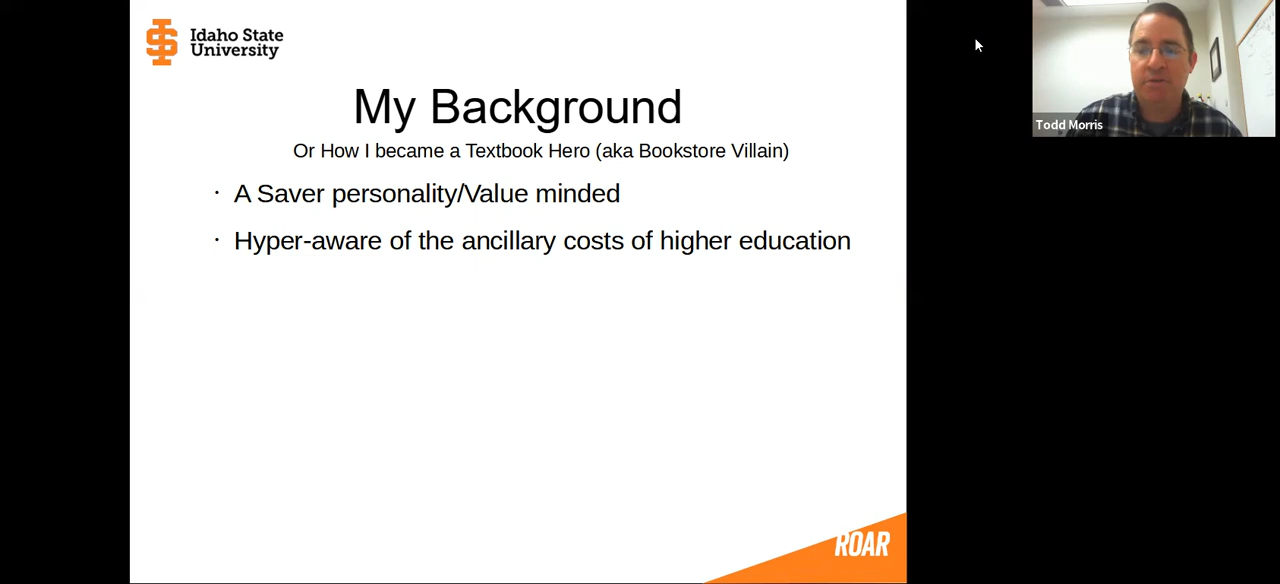 Idaho State
University
My Background
Or How I became a Textbook Hero (aka Bookstore Villain)
· A Saver personality/Value minded
· Hyper-aware of the ancillary costs of higher education
ROAR
Todd Morris